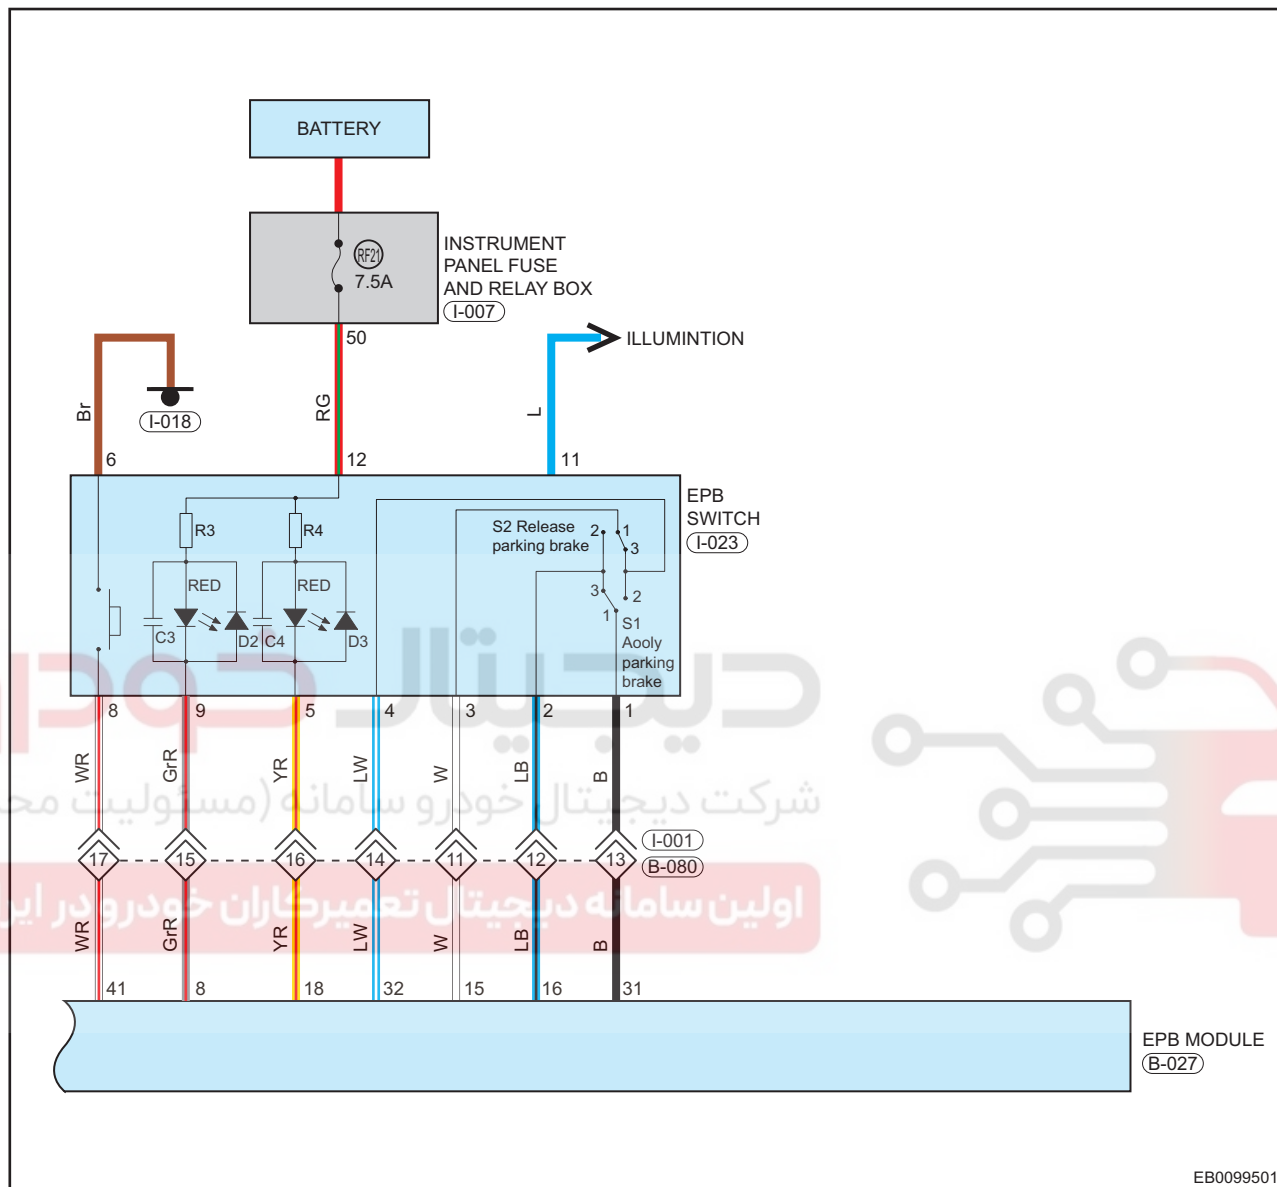 BATTERY
RF21
7.5A
INSTRUMENT
PANEL FUSE
AND RELAY BOX
I-007
50
ILLUMINTION
I-018
Br
RG
L
6
12
11
EPB
SWITCH
I-023
R3
R4
S2 Release
parking brake
2
1
3
RED
RED
3
2
1
C3
D2
C4
D3
S1
Aooly
parking
brake
دیجیتال خودرو
8
9
5
4
3
2
1
WR
GrR
YR
LW
W
LB
B
شرکت دیجیتال خودرو سامانه (مسئولیت مح
I-001
17
15
16
14
11
12
13
B-080
اولین سامانه دیجیتال تعمیرکاران خودرو در ایر
WR
GrR
YR
LW
W
LB
B
41
8
18
32
15
16
31
EPB MODULE
B-027
EB0099501